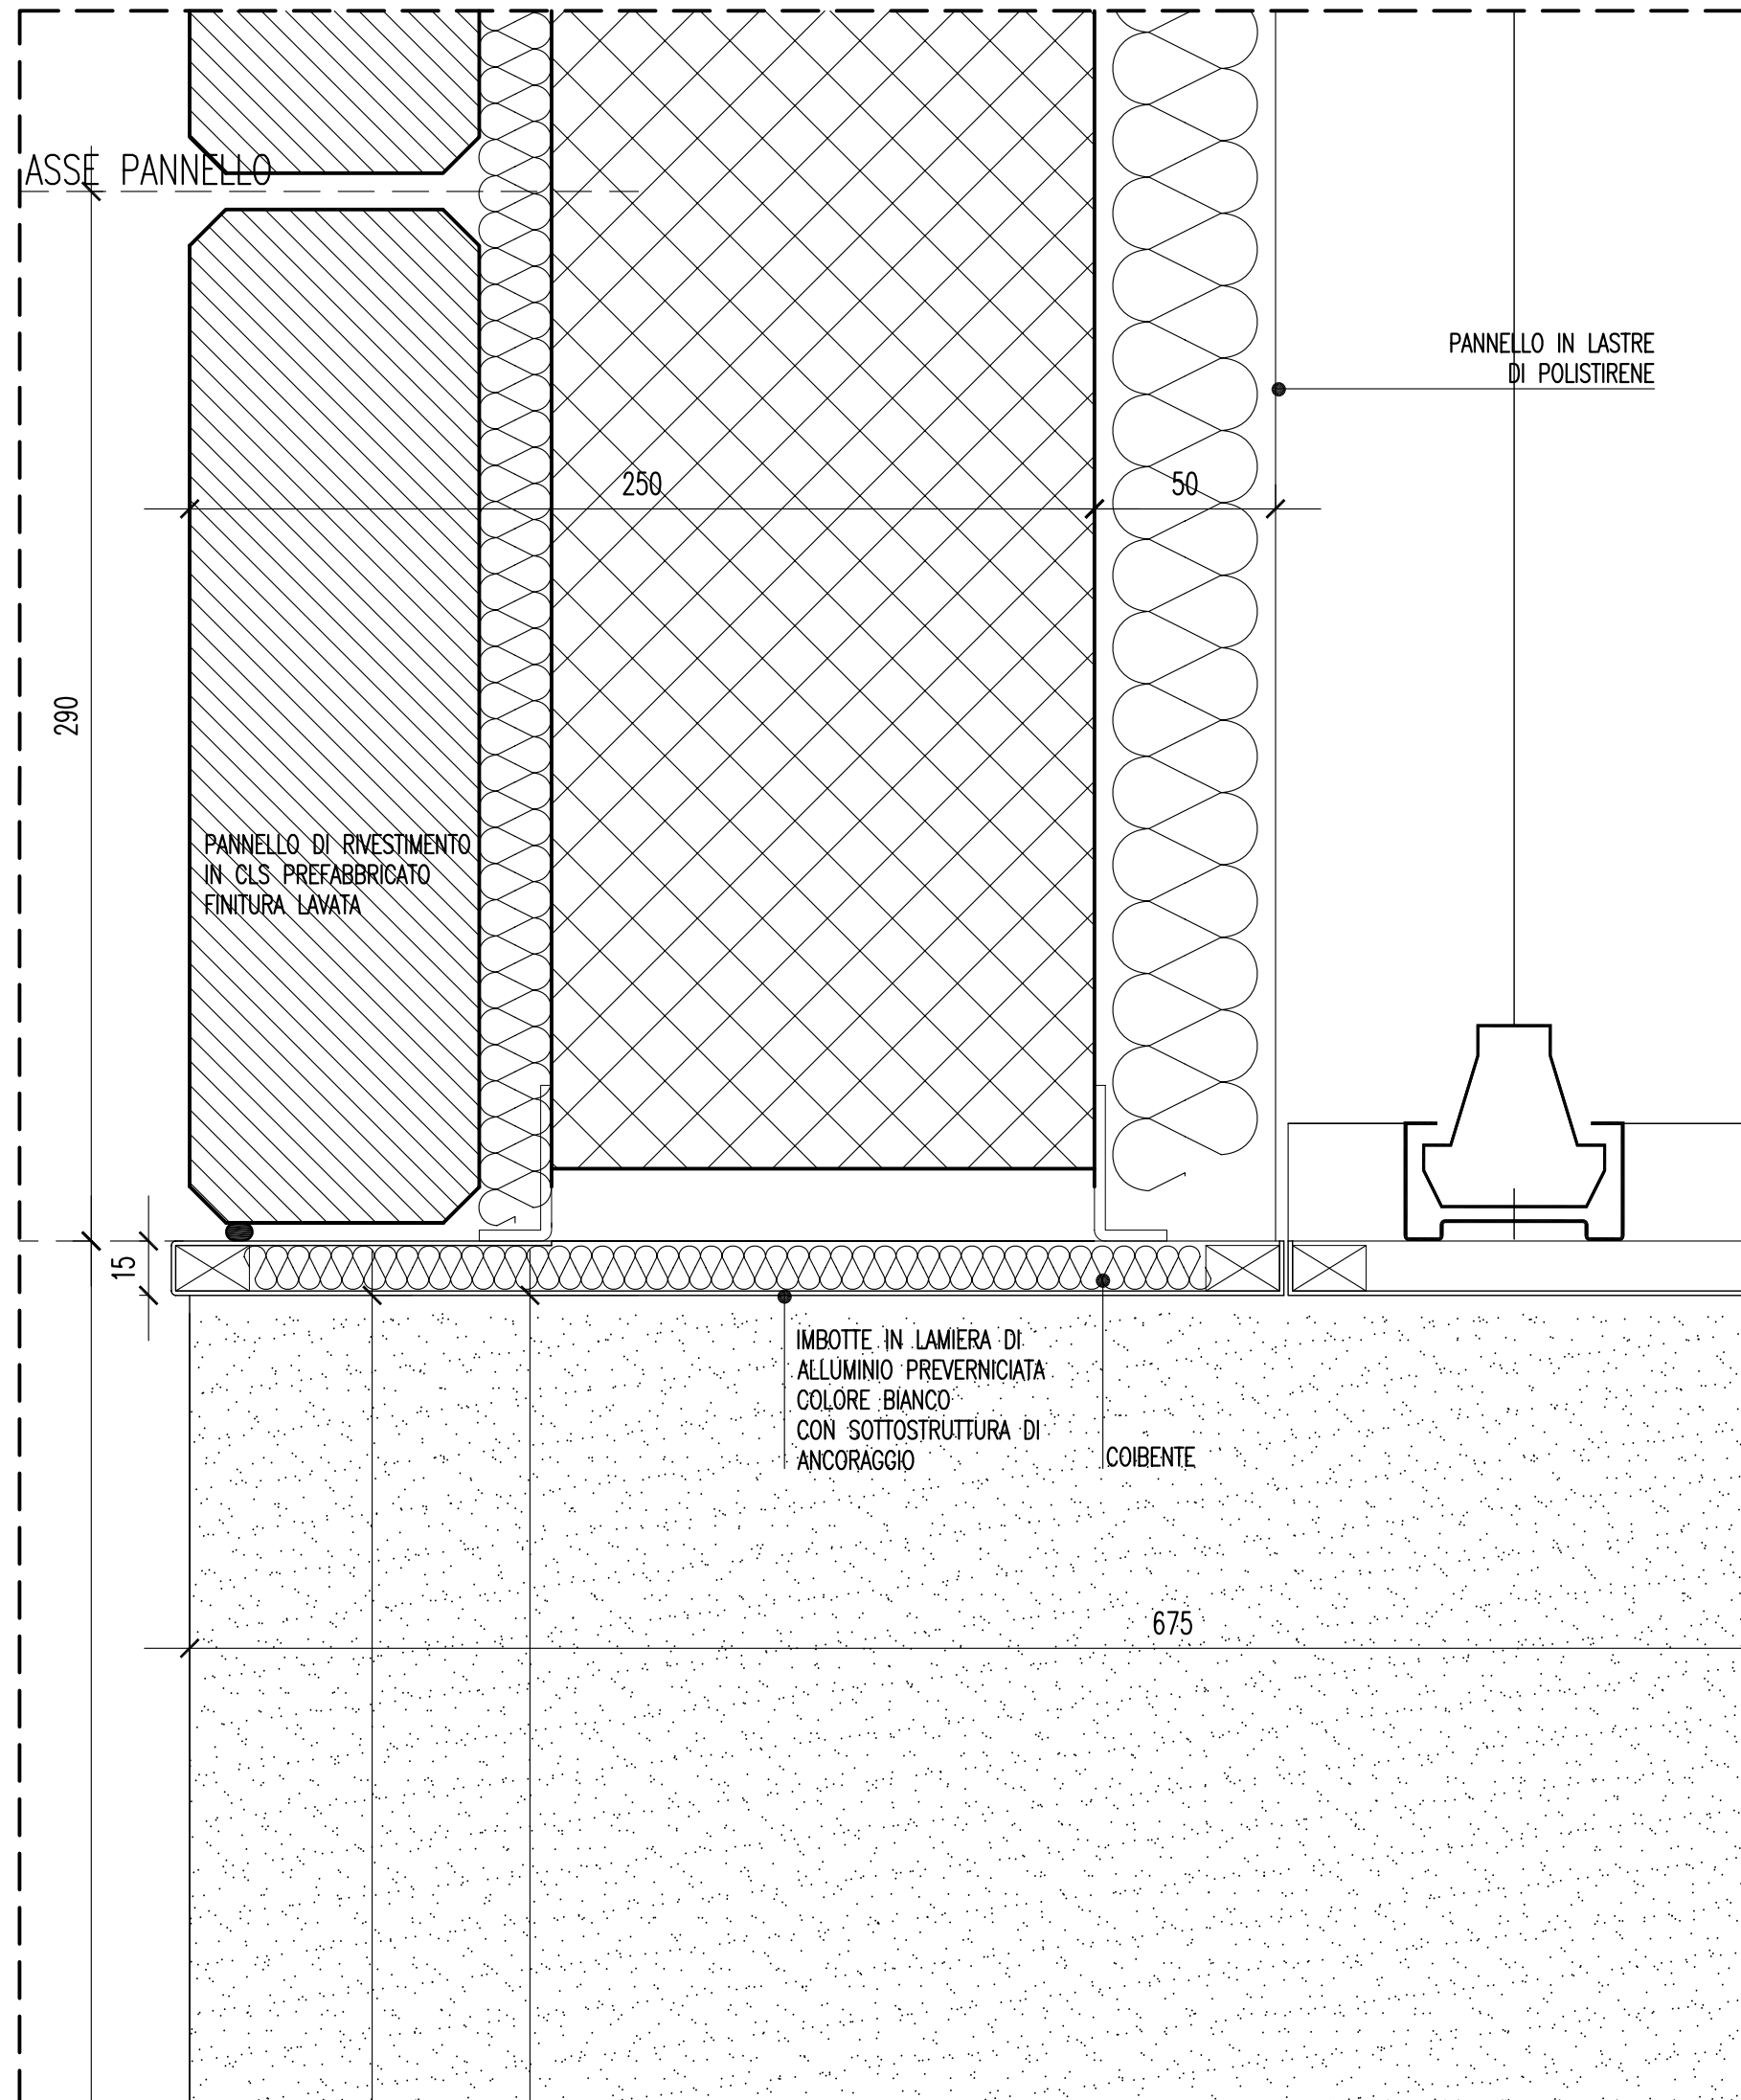 ASSE PANNELLO
PANNELLO IN LASTRE
DI POLISTIRENE
250
50
290
PANNELLO DI RIVESTIMENTO
IN CLS PREFABBRICATO
FINITURA LAVATA
15
IMBOTTE IN LAMIERA DI
ALLUMINIO PREVERNICIATA
COLORE BIANCO
CON SOTTOSTRUTTURA DI
ANCORAGGIO
COIBENTE
675